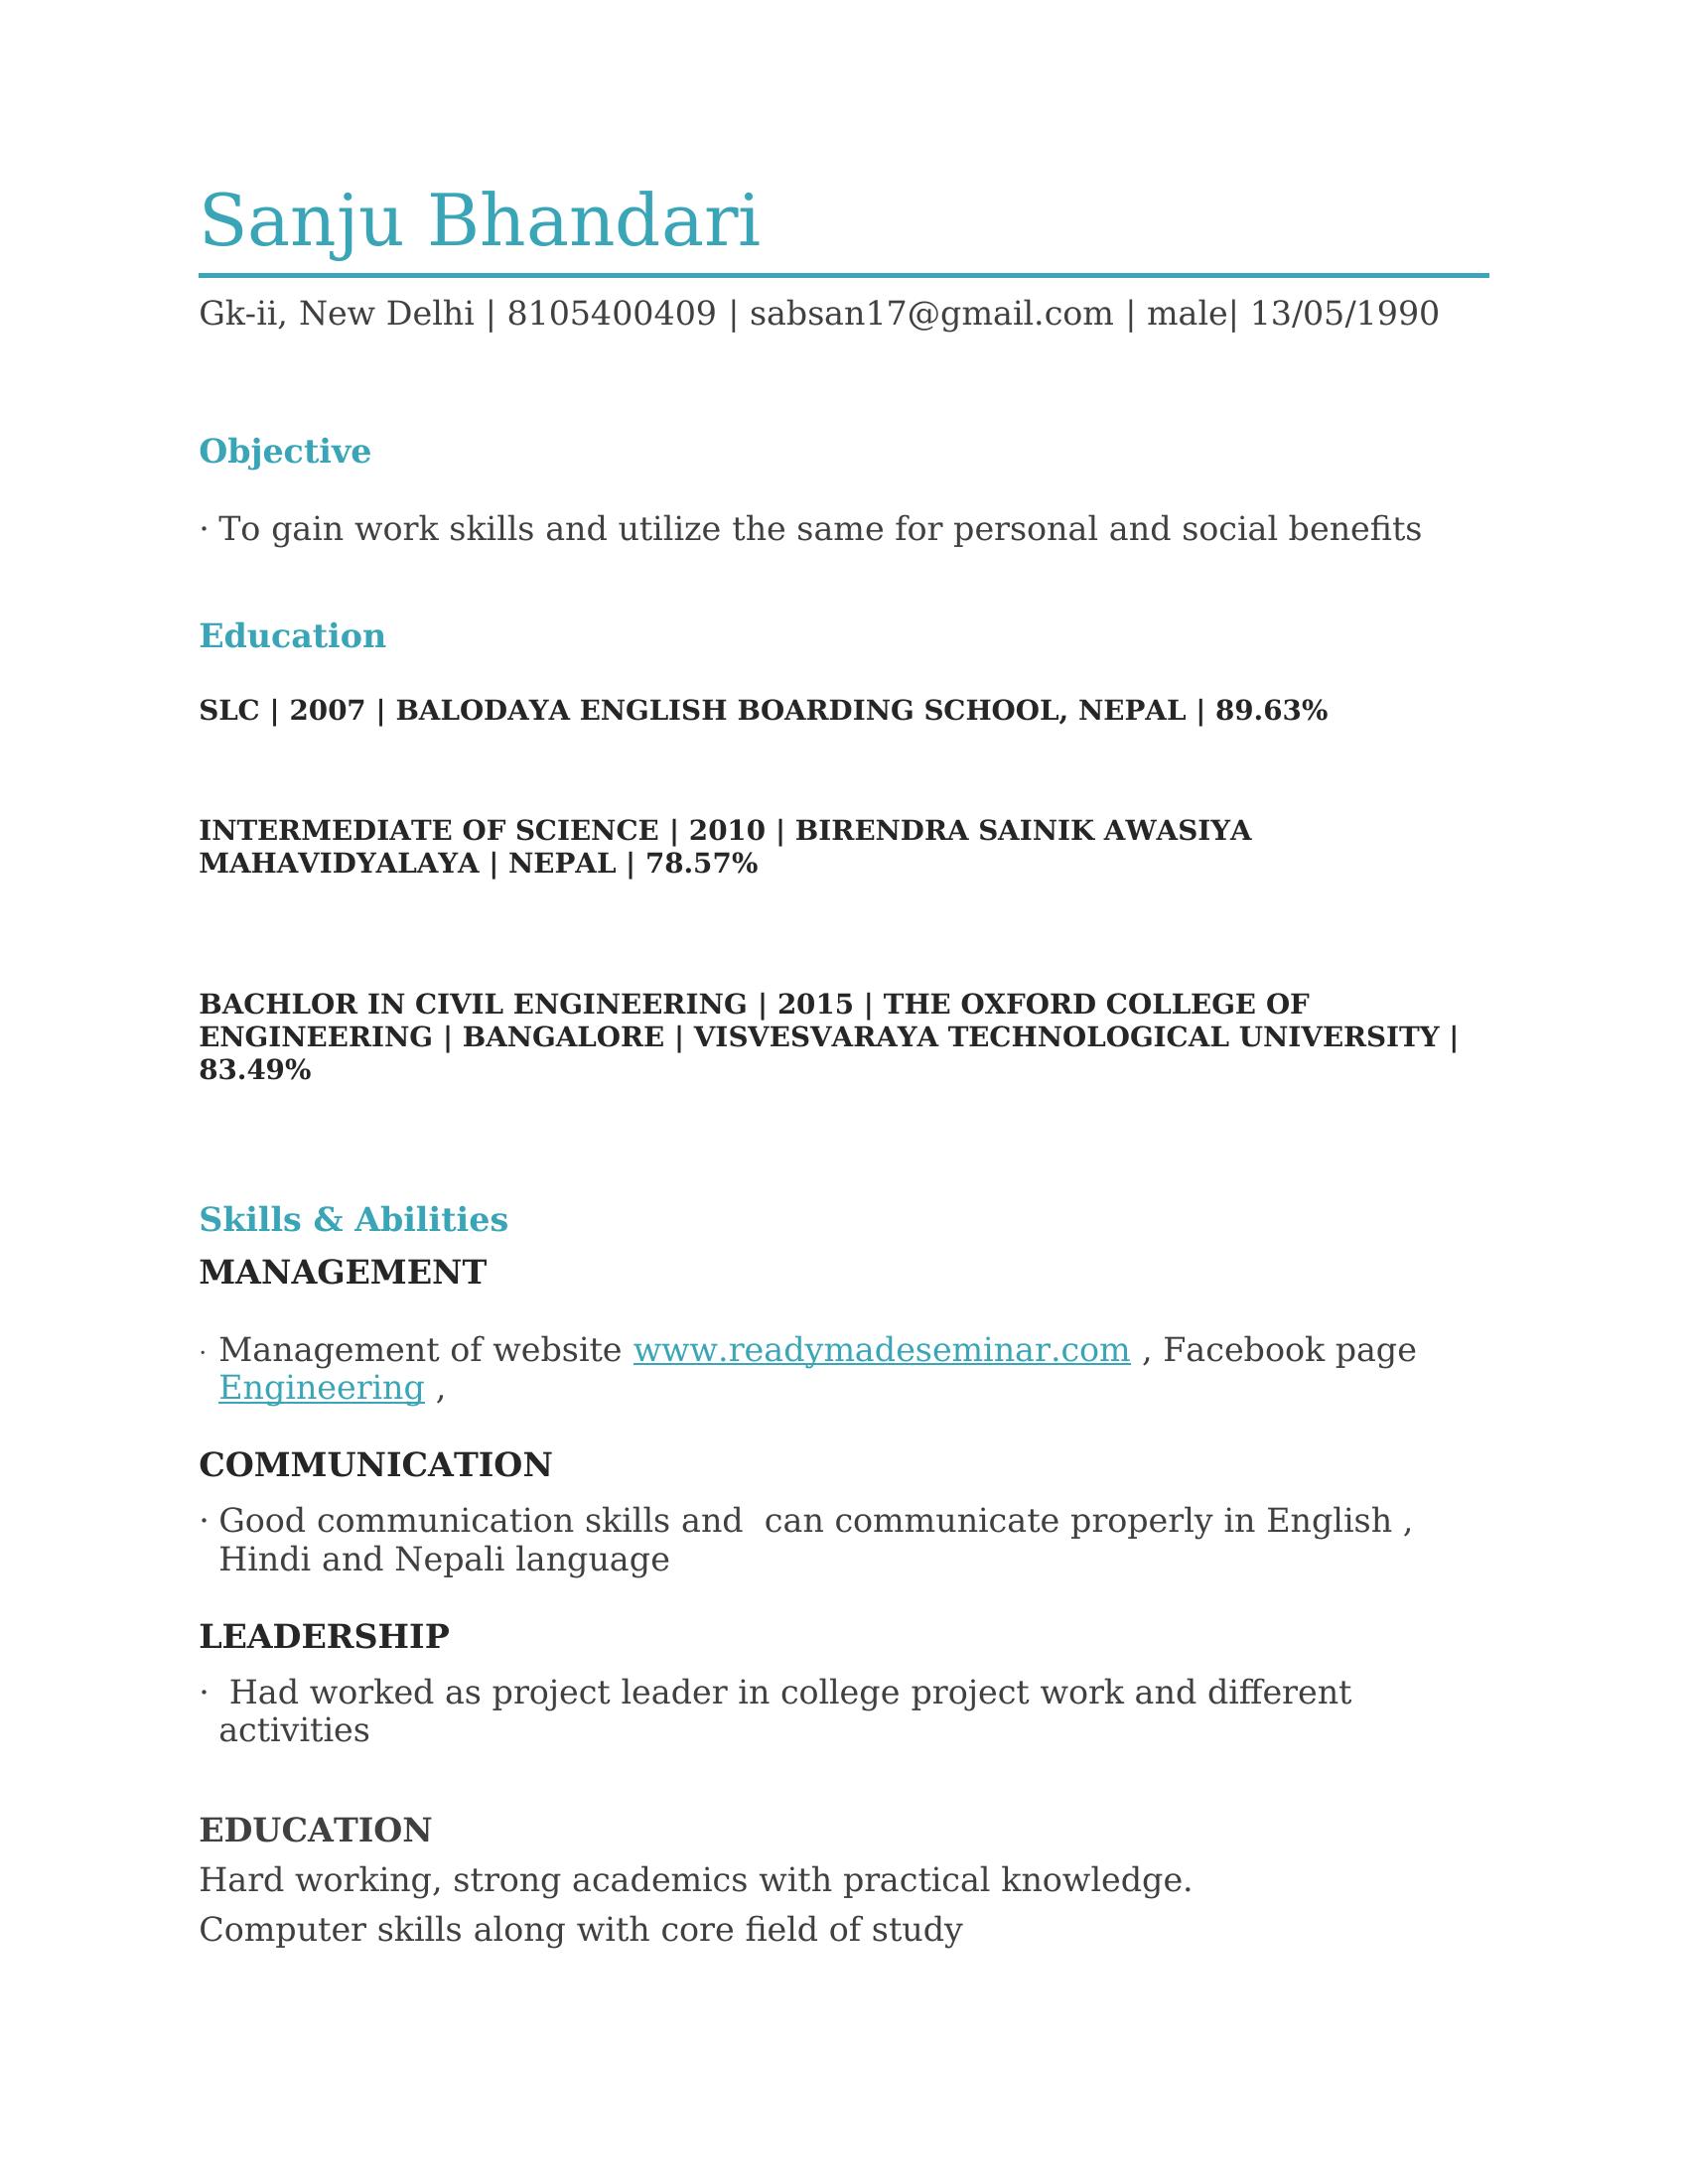 Sanju Bhandari
Gk-ii, New Delhi | 8105400409 | sabsan17@gmail.com | male| 13/05/1990
Objective
· To gain work skills and utilize the same for personal and social benefits
Education
SLC | 2007 | BALODAYA ENGLISH BOARDING SCHOOL, NEPAL | 89.63%
INTERMEDIATE OF SCIENCE | 2010 | BIRENDRA SAINIK AWASIYA
MAHAVIDYALAYA | NEPAL | 78.57%
BACHLOR IN CIVIL ENGINEERING | 2015 | THE OXFORD COLLEGE OF
ENGINEERING | BANGALORE | VISVESVARAYA TECHNOLOGICAL UNIVERSITY |
83.49%
Skills & Abilities
MANAGEMENT
· Management of website www.readymadeseminar.com , Facebook page
Engineering ,
COMMUNICATION
· Good communication skills and  can communicate properly in English ,
Hindi and Nepali language
LEADERSHIP
·  Had worked as project leader in college project work and different
activities
EDUCATION
Hard working, strong academics with practical knowledge.
Computer skills along with core field of study